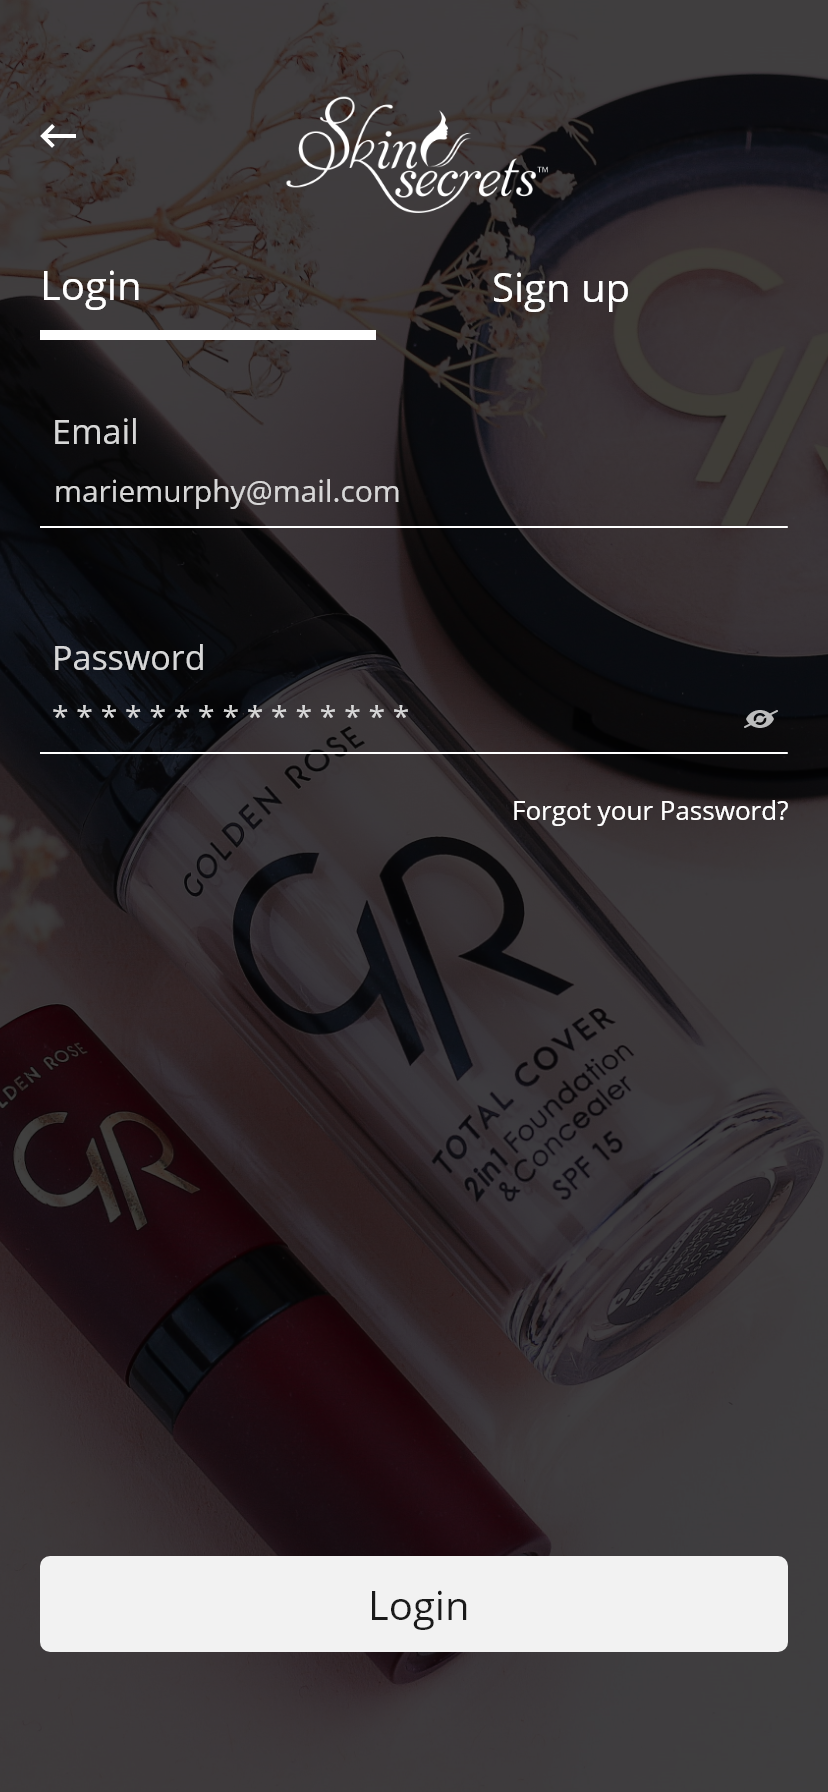 Skin
secrets™
Login
Sign up
Email
mariemurphy@mail.com
Password
* * * * * * * * * * * * * * *
Forgot your Password?
GOLDEN ROSE
GR
TOTAL COVER
2in1 Foundation
& Concealer
SPF 15
LDEN ROSE
GR
GR
Login